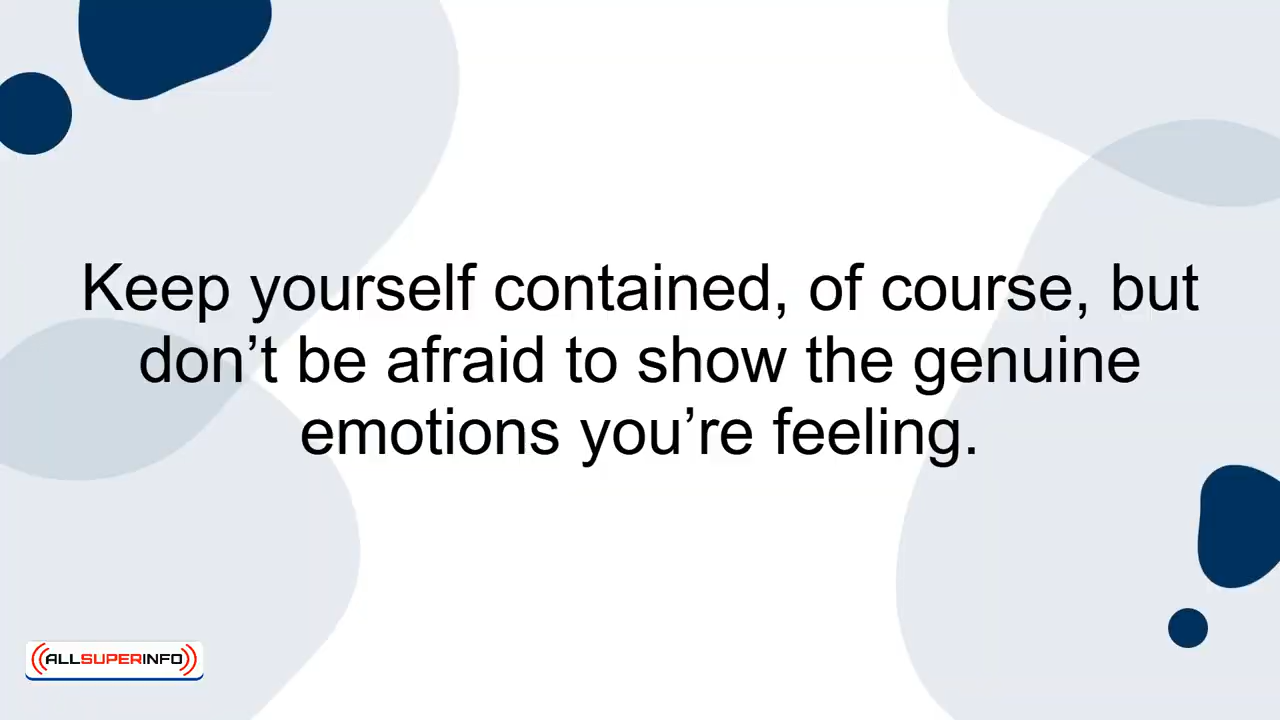 Keep yourself contained, of course, but
don’t be afraid to show the genuine
emotions you’re feeling.
ALLSUPERINFO